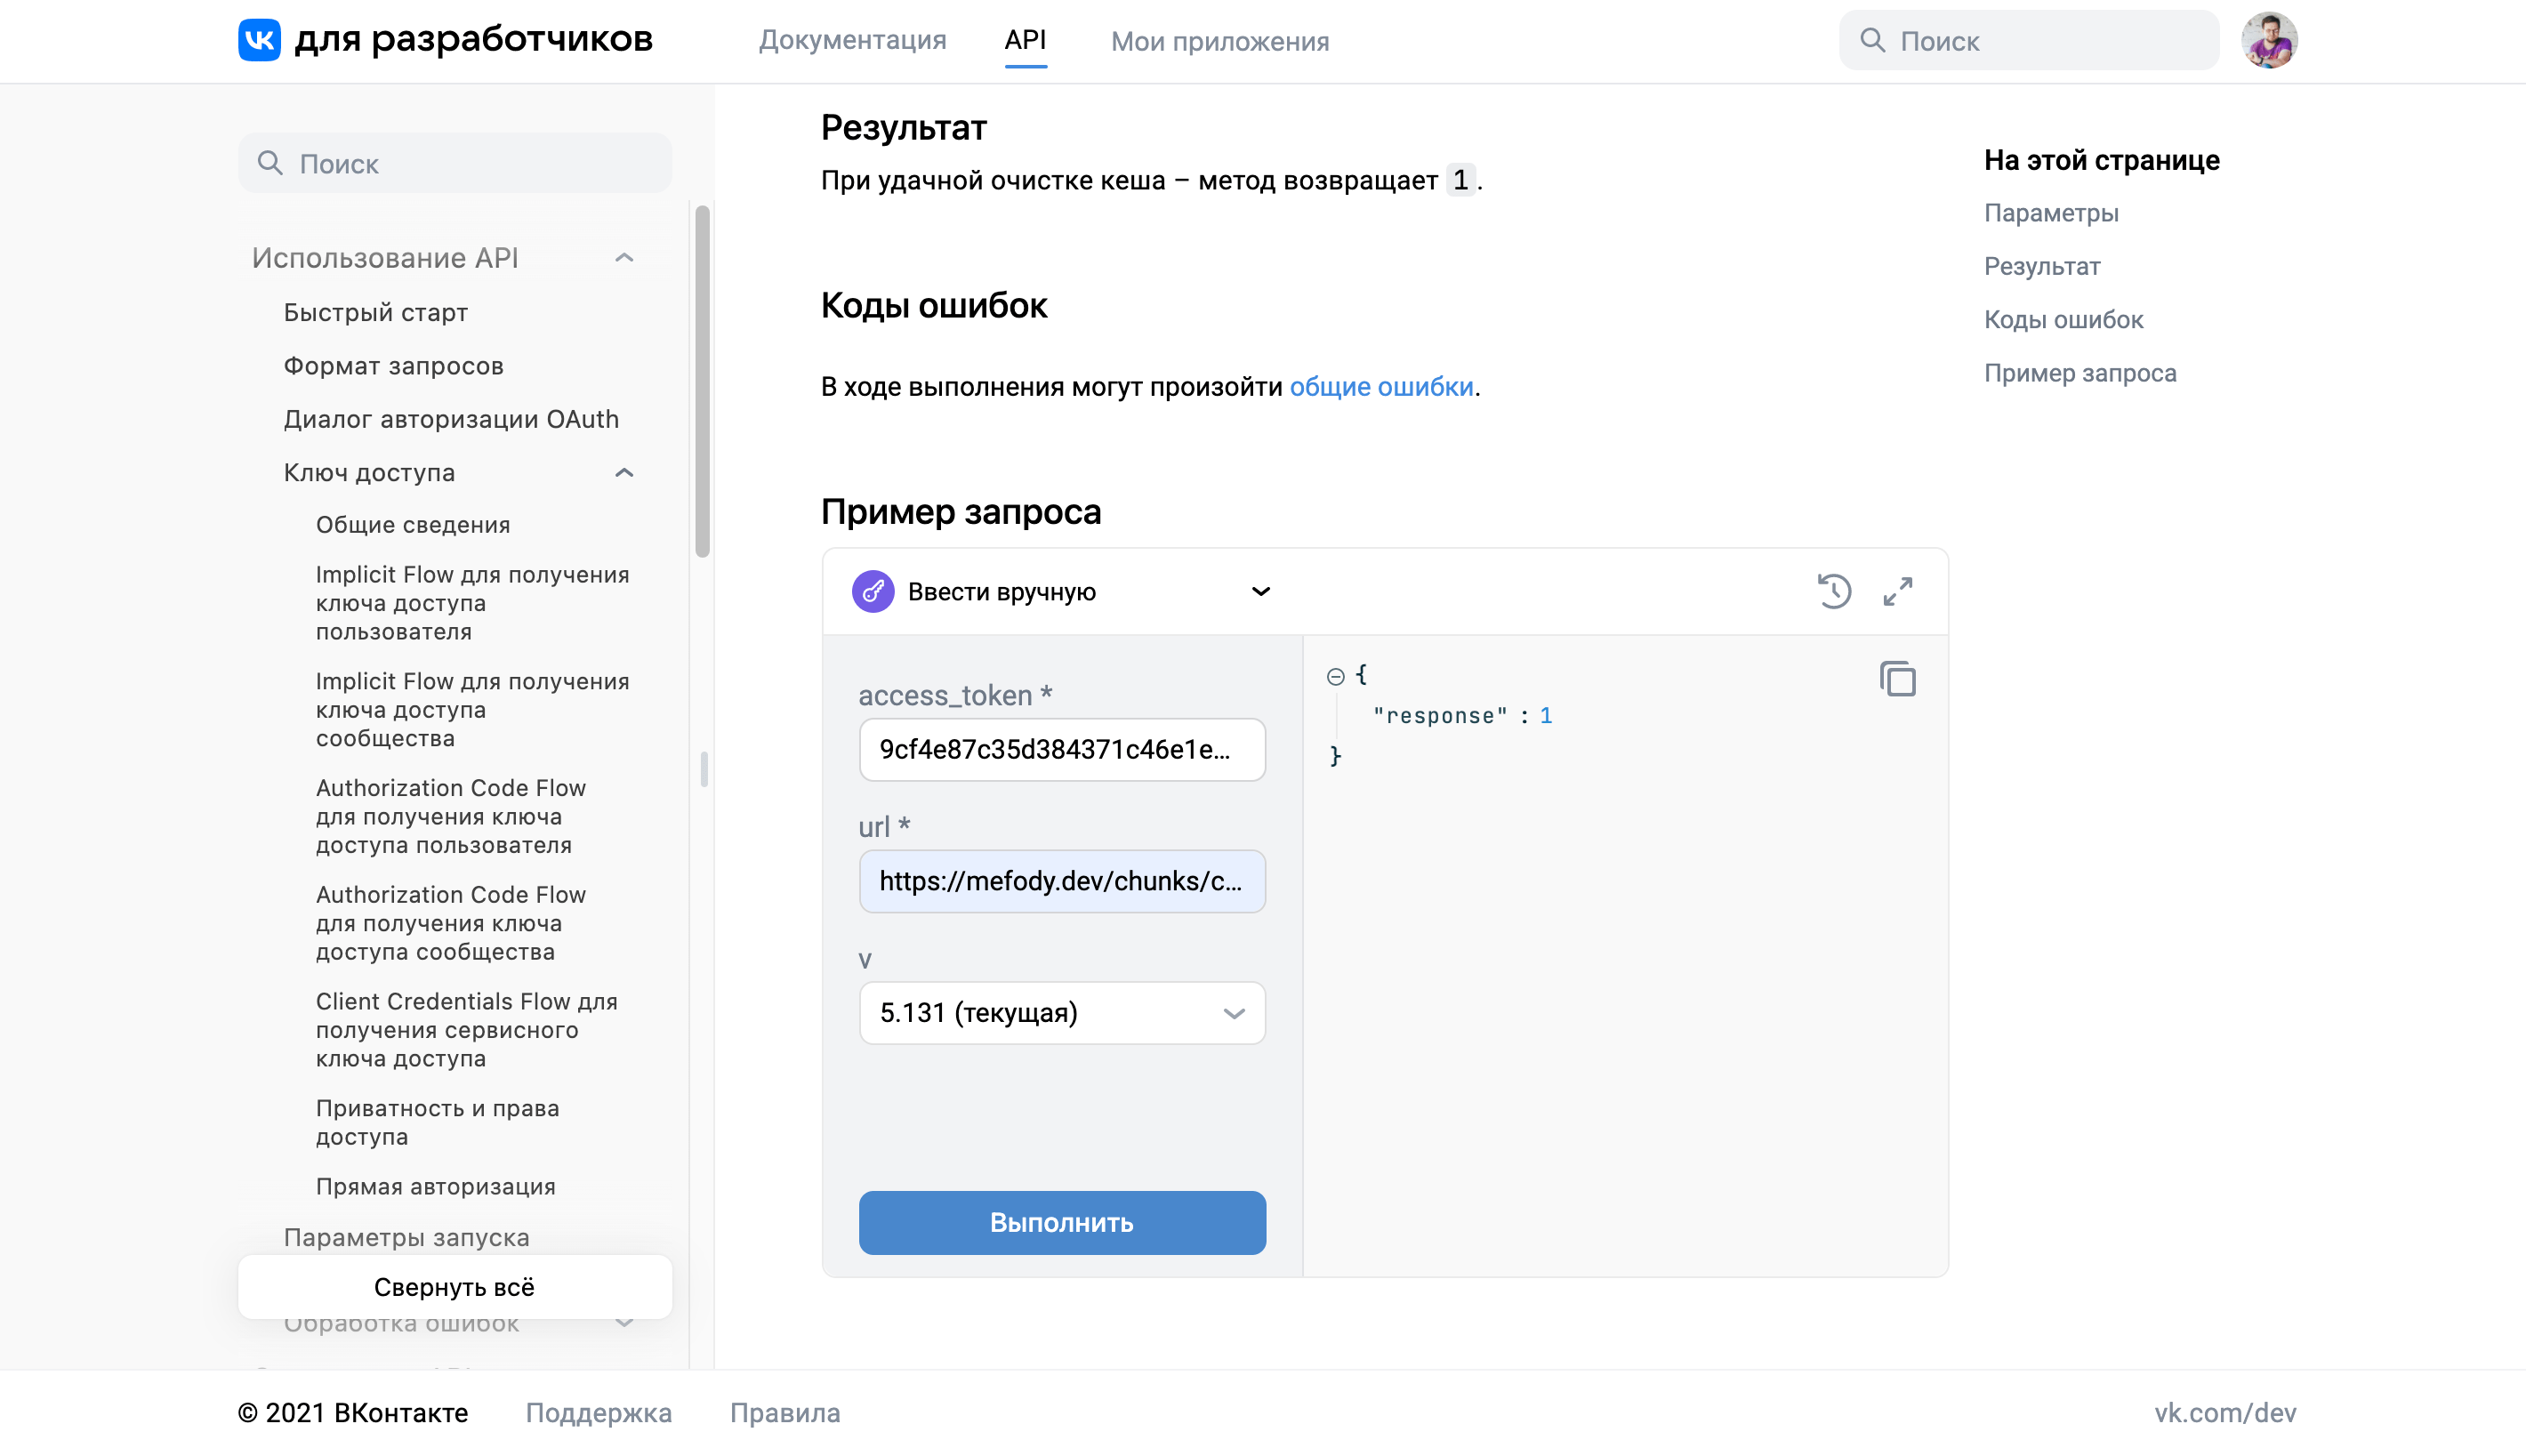 для разработчиков
Документация
API
Мои приложения
Поиск
Поиск
Использование API
Быстрый старт
Формат запросов
Диалог авторизации OAuth
Ключ доступа
Общие сведения
Implicit Flow для получения
ключа доступа
пользователя
Implicit Flow для получения
ключа доступа
сообщества
Authorization Code Flow
для получения ключа
доступа пользователя
Authorization Code Flow
для получения ключа
доступа сообщества
Client Credentials Flow для
получения сервисного
ключа доступа
Приватность и права
доступа
Прямая авторизация
Параметры запуска
Свернуть всё
Обработка ошибок
Результат
При удачной очистке кеша – метод возвращает 1.
Коды ошибок
В ходе выполнения могут произойти общие ошибки.
Пример запроса
Ввести вручную
access_token *
9cf4e87c35d384371c46e1e...
url *
https://mefody.dev/chunks/c...
v
5.131 (текущая)
Выполнить
{
"response" : 1
}
На этой странице
Параметры
Результат
Коды ошибок
Пример запроса
© 2021 ВКонтакте
Поддержка
Правила
vk.com/dev